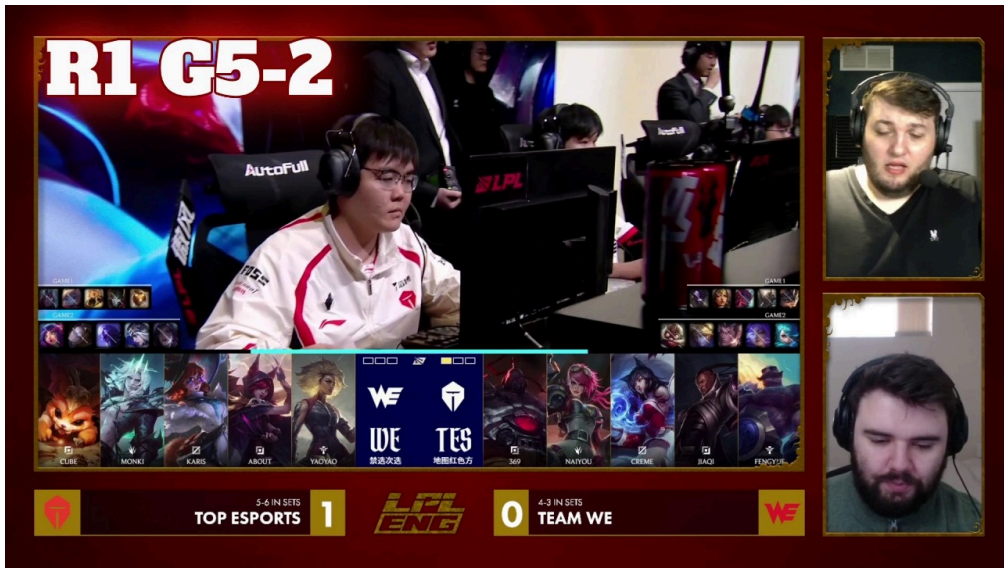 R1 G5-2
AutoFull
AutoFull
LPL
GAME1
GAME2
GAME1
GAME2
WE
WE
禁选次选
TES
地图红色方
CUBE
MONKI
KARIS
ABOUT
YAOYAO
369
NAIYOU
CREME
JIAQI
FENGYUE
5-6 IN SETS
TOP ESPORTS
1
LPL
ENG
0
4-3 IN SETS
TEAM WE
WE